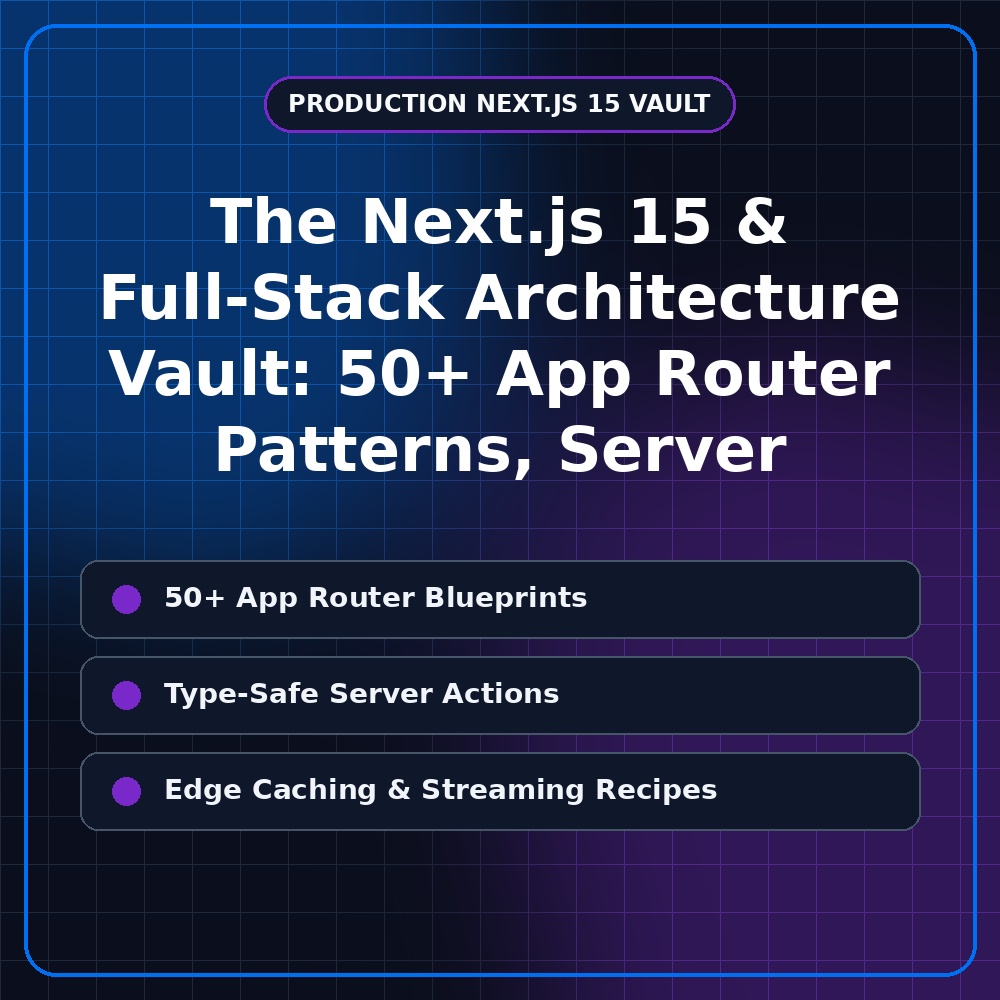 PRODUCTION NEXT.JS 15 VAULT
The Next.js 15 &
Full-Stack Architecture
Vault: 50+ App Router
Patterns, Server
50+ App Router Blueprints
Type-Safe Server Actions
Edge Caching & Streaming Recipes